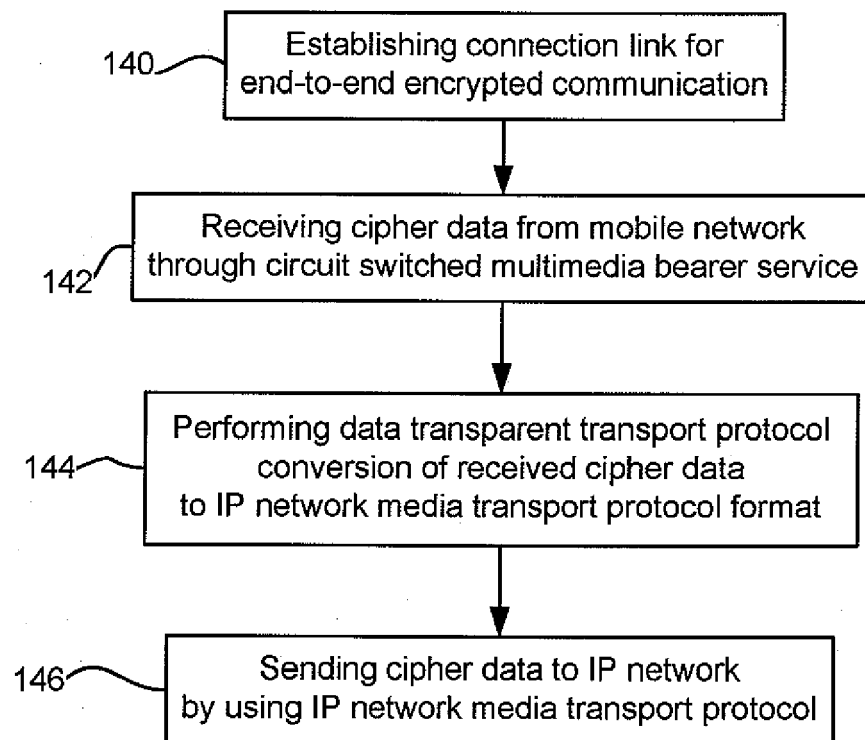 140
Establishing connection link for
end-to-end encrypted communication
142
Receiving cipher data from mobile network
through circuit switched multimedia bearer service
144
Performing data transparent transport protocol
conversion of received cipher data
to IP network media transport protocol format
146
Sending cipher data to IP network
by using IP network media transport protocol